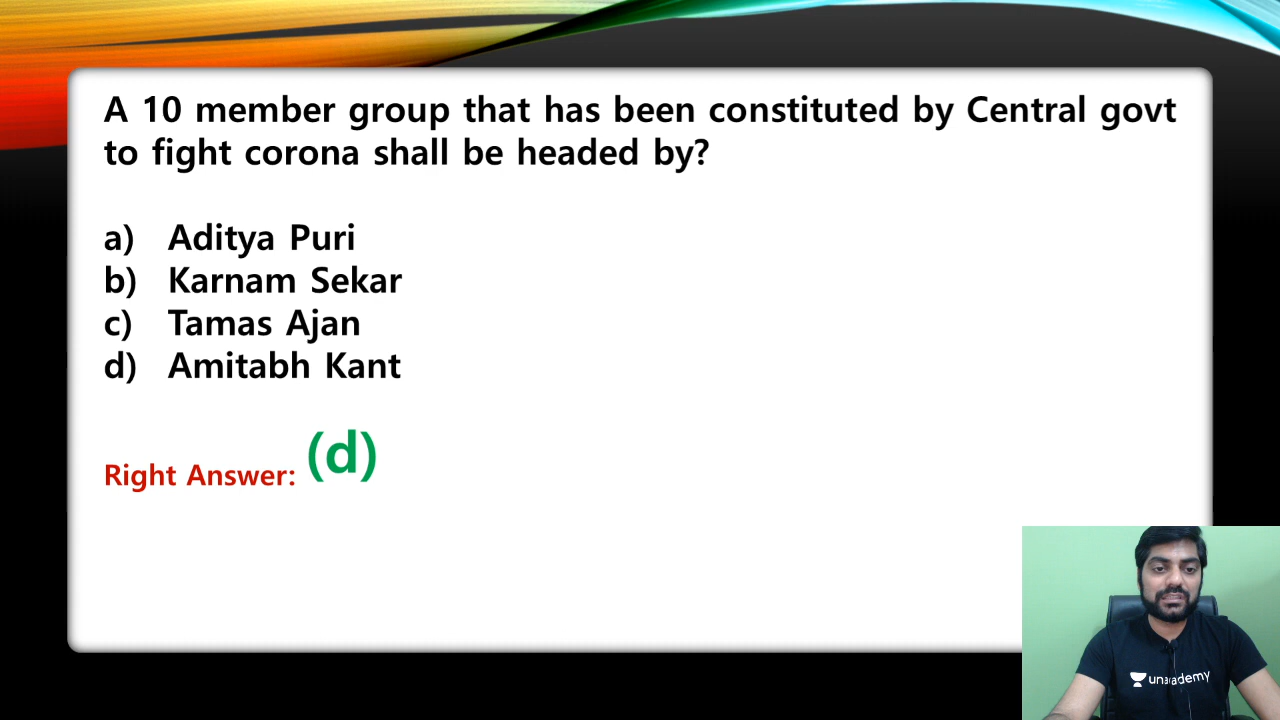 A 10 member group that has been constituted by Central govt
to fight corona shall be headed by?
a) Aditya Puri
b) Karnam Sekar
c) Tamas Ajan
d) Amitabh Kant
Right Answer: (d)
unacademy